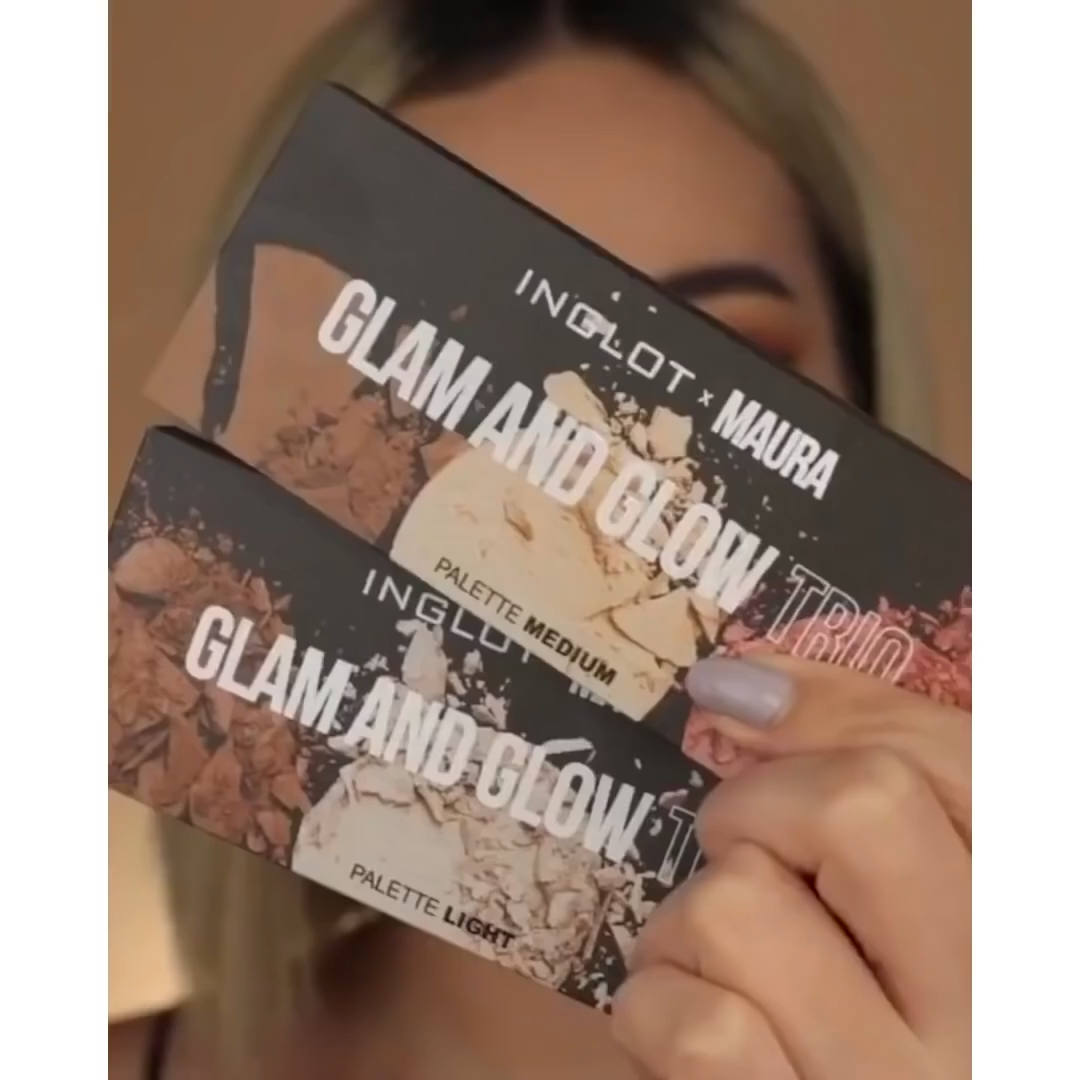 INGLOT x MAURA
GLAM AND GLOW TRIO
PALETTE MEDIUM
INGLOT
GLAM AND GLOW
PALETTE LIGHT